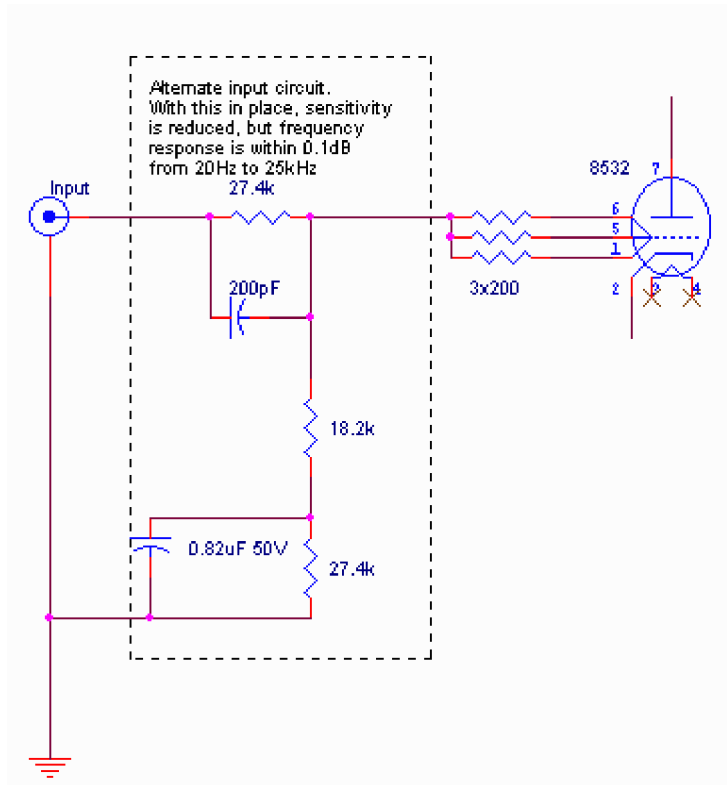 Alternate input circuit.
With this in place, sensitivity
is reduced, but frequency
response is within 0.1dB
from 20Hz to 25kHz
27.4k
Input
8532
7
6
5
1
200pF
3x200
2
3
4
18.2k
0.82uF 50V
27.4k